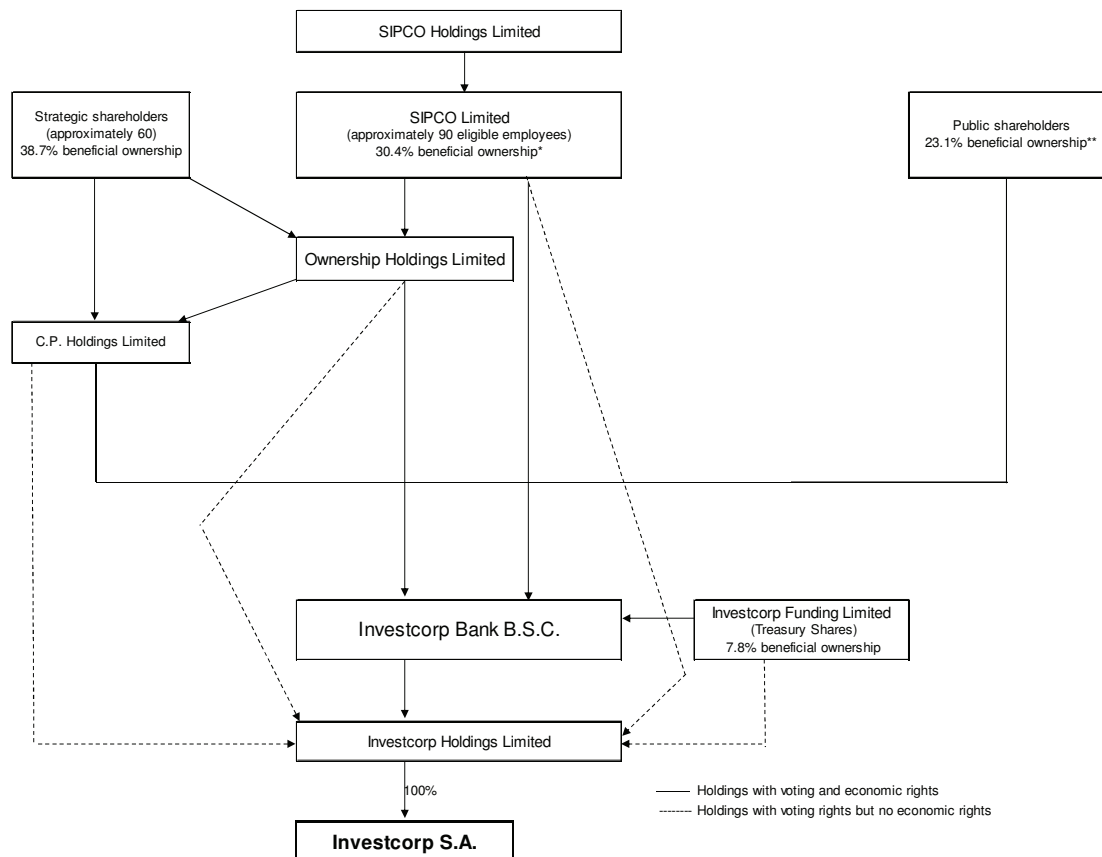 SIPCO Holdings Limited
Strategic shareholders
(approximately 60)
38.7% beneficial ownership
SIPCO Limited
(approximately 90 eligible employees)
30.4% beneficial ownership*
Public shareholders
23.1% beneficial ownership**
Ownership Holdings Limited
C.P. Holdings Limited
Investcorp Bank B.S.C.
Investcorp Funding Limited
(Treasury Shares)
7.8% beneficial ownership
Investcorp Holdings Limited
100%
Holdings with voting and economic rights
Holdings with voting rights but no economic rights
Investcorp S.A.